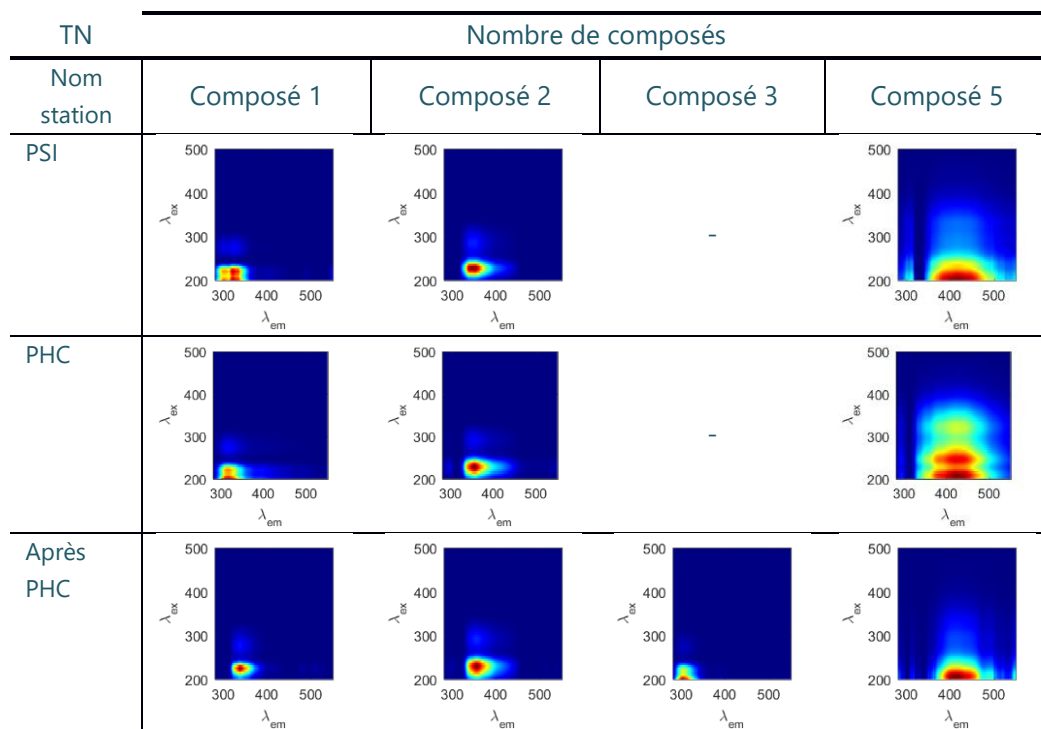 TN Nombre de composés
Nom station Composé 1 Composé 2 Composé 3 Composé 5
PSI
500 500 500
400 400 400
λex λex λex
300 300 - 300
200 200 200
300 400 500 300 400 500 300 400 500
λem λem λem
PHC
500 500 500
400 400 400
λex λex λex
300 300 - 300
200 200 200
300 400 500 300 400 500 300 400 500
λem λem λem
Après PHC
500 500 500 500
400 400 400 400
λex λex λex λex
300 300 300 300
200 200 200 200
300 400 500 300 400 500 300 400 500 300 400 500
λem λem λem λem